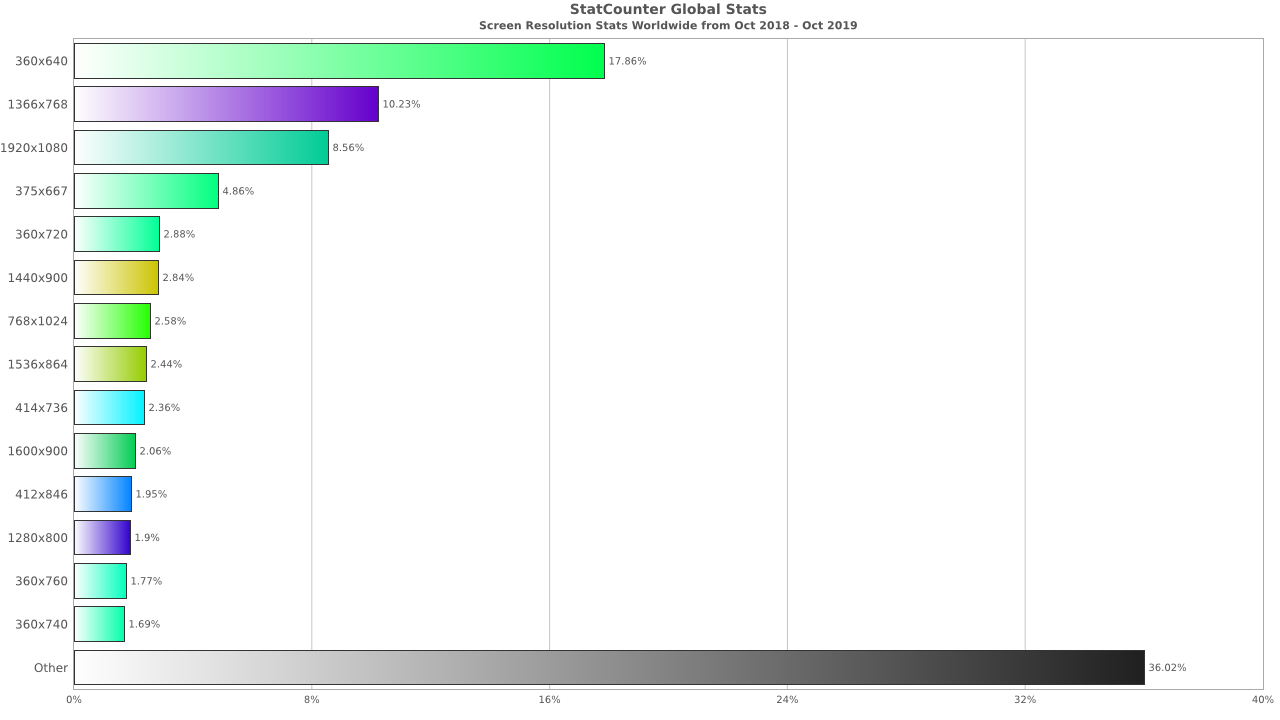 StatCounter Global Stats
Screen Resolution Stats Worldwide from Oct 2018 - Oct 2019
360x640 17.86%
1366x768 10.23%
1920x1080 8.56%
375x667 4.86%
360x720 2.88%
1440x900 2.84%
768x1024 2.58%
1536x864 2.44%
414x736 2.36%
1600x900 2.06%
412x846 1.95%
1280x800 1.9%
360x760 1.77%
360x740 1.69%
Other 36.02%
0% 8% 16% 24% 32% 40%